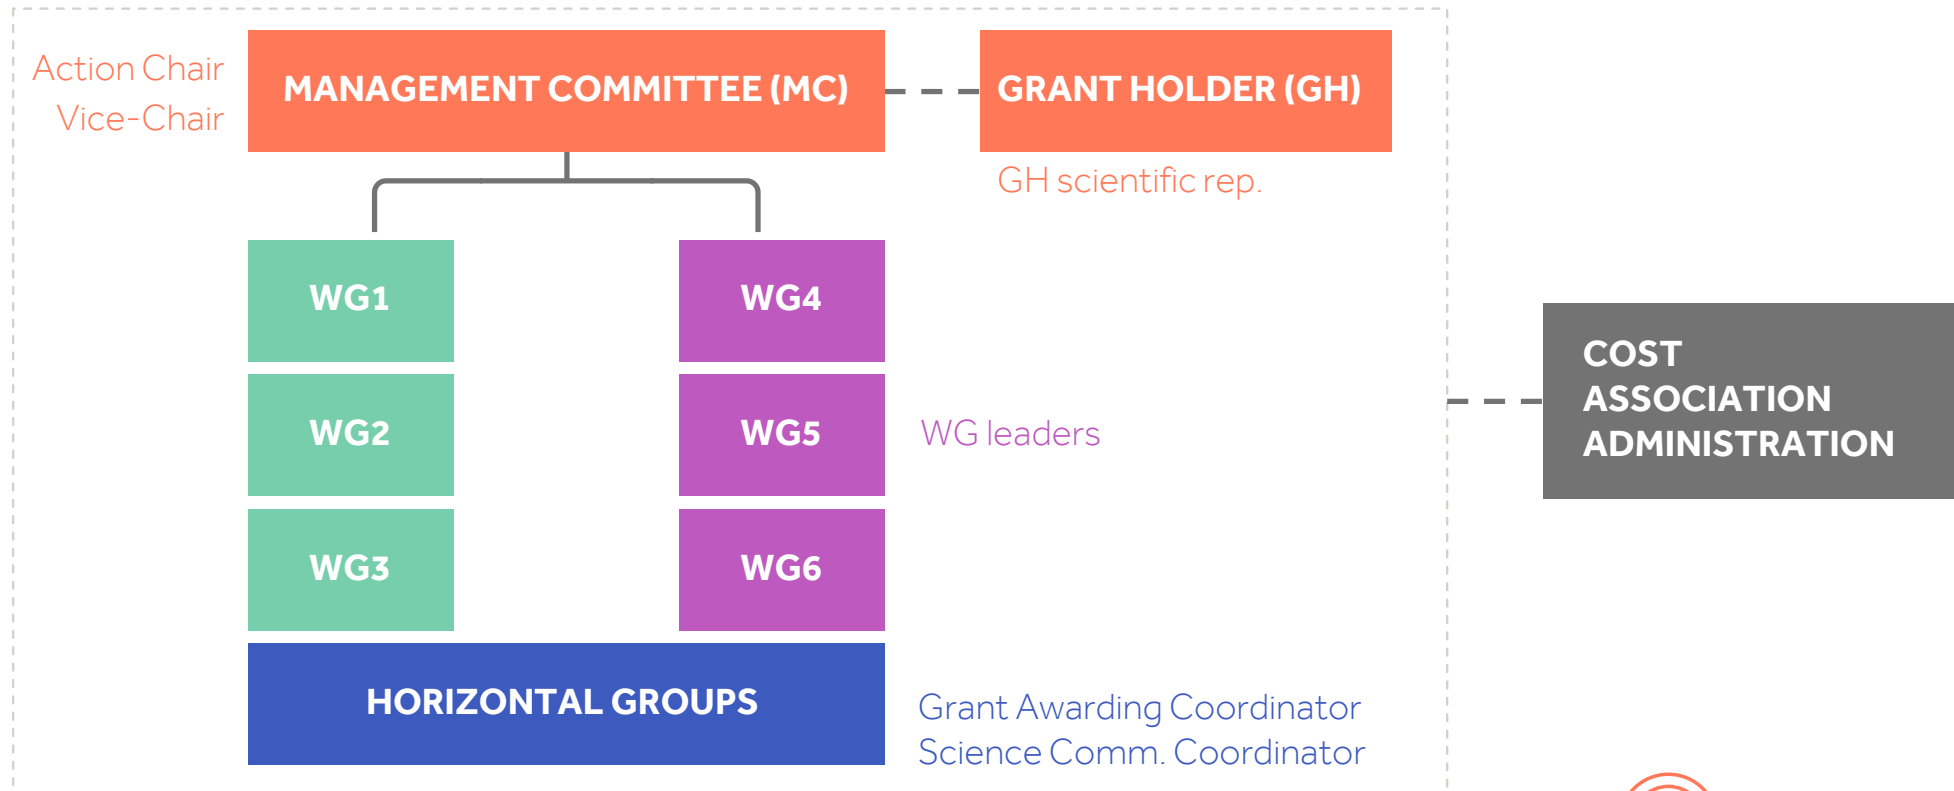 Action Chair
Vice-Chair
MANAGEMENT COMMITTEE (MC)
GRANT HOLDER (GH)
GH scientific rep.
WG1
WG4
WG2
WG5
WG leaders
WG3
WG6
HORIZONTAL GROUPS
Grant Awarding Coordinator
Science Comm. Coordinator
COST
ASSOCIATION
ADMINISTRATION